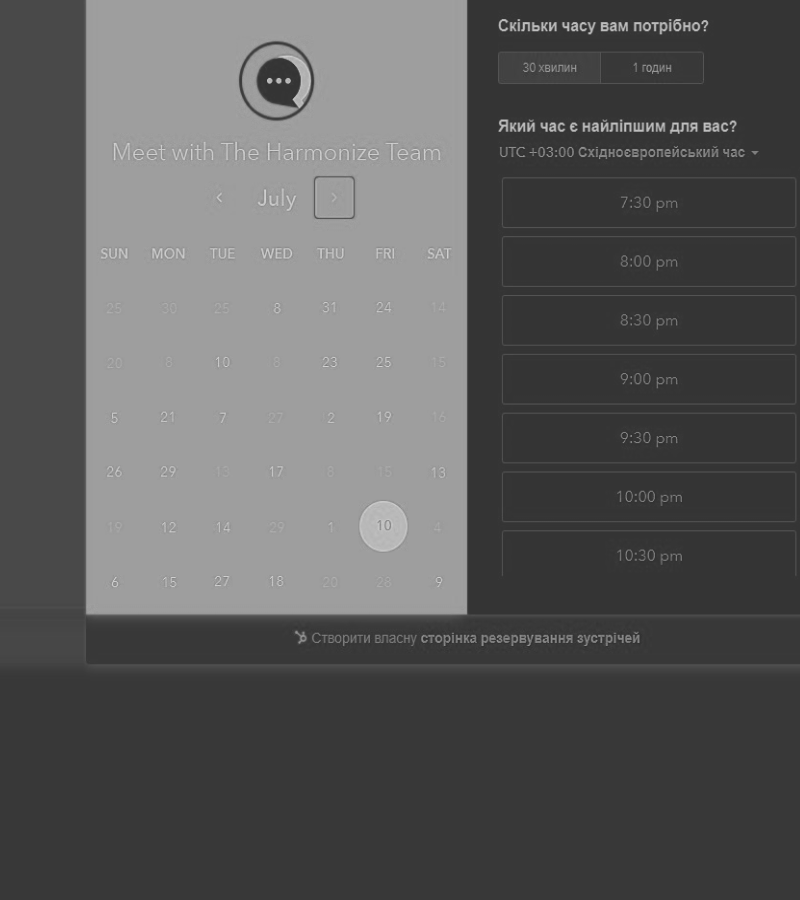 Meet with The Harmonize Team
July
SUN MON TUE WED THU FRI SAT
25 30 25 8 31 24 14
20 8 10 8 23 25 15
5 21 7 27 2 19 16
26 29 15 17 8 15 13
19 12 14 29 1 10 4
6 15 27 18 20 28 9
Скільки часу вам потрібно?
30 хвилин 1 годин
Який час є найліпшим для вас?
UTC +03:00 Східноєвропейський час
7:30 pm
8:00 pm
8:30 pm
9:00 pm
9:30 pm
10:00 pm
10:30 pm
Створити власну сторінка резервування зустрічей